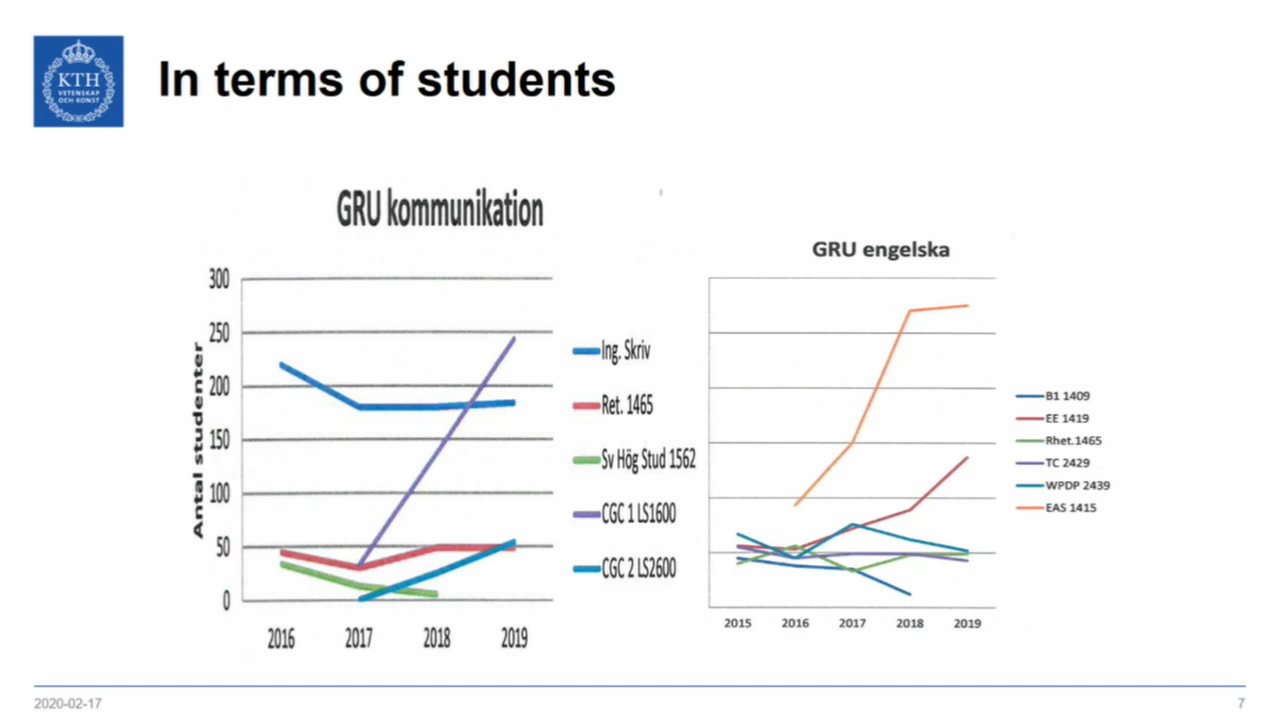 KTH
VETENSKAP
OCH KONST
In terms of students
GRU kommunikation
300
250
200
150
100
50
0
Antal studenter
2016 2017 2018 2019
Ing. Skriv
Ret. 1465
Sv Hög Stud 1562
CGC 1 LS1600
CGC 2 LS2600
GRU engelska
2015 2016 2017 2018 2019
B1 1409
EE 1419
Rhet.1465
TC 2429
WPDP 2439
EAS 1415
2020-02-17
7